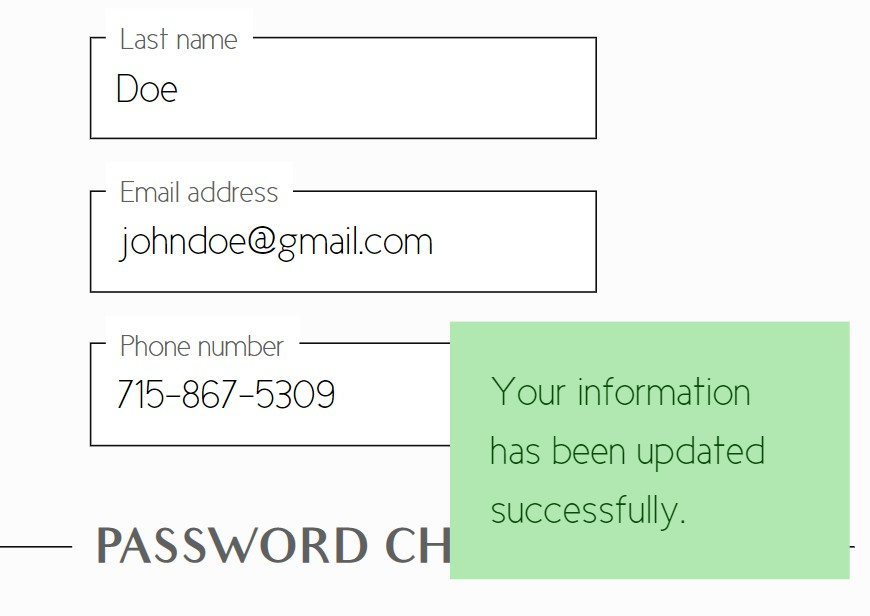 Last name
Doe
Email address
johndoe@gmail.com
Phone number
715-867-5309
Your information
has been updated
successfully.
PASSWORD CH